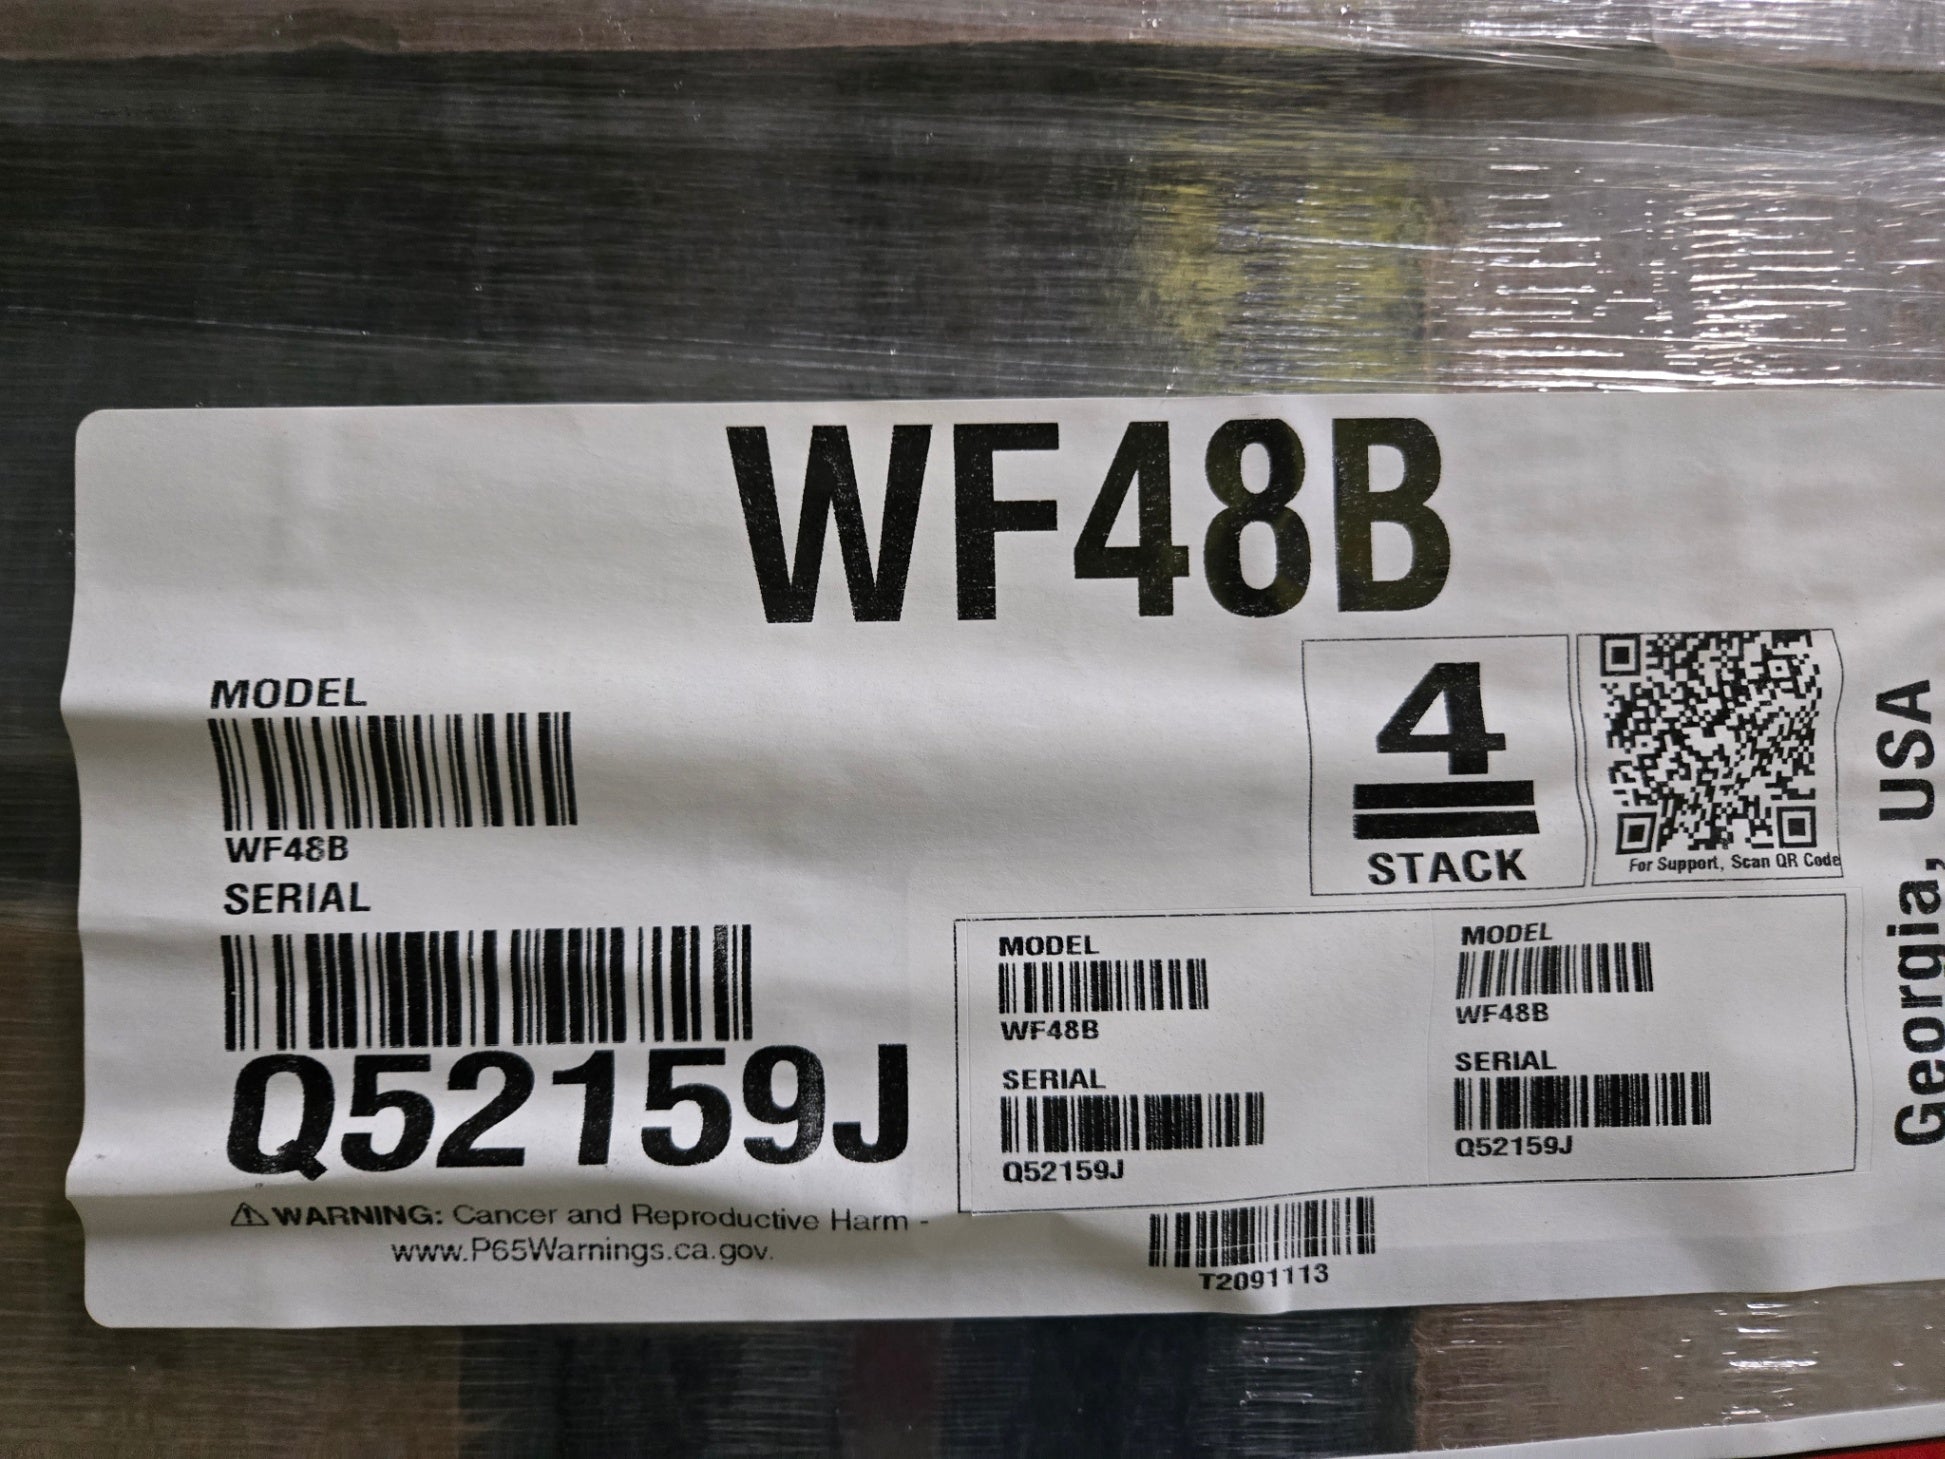 WF48B
MODEL
WF48B
SERIAL
Q52159J
⚠WARNING: Cancer and Reproductive Harm -
www.P65Warnings.ca.gov.
4
STACK
For Support, Scan QR Code
MODEL
WF48B
SERIAL
Q52159J
MODEL
WF48B
SERIAL
Q52159J
T2091113
Georgia, USA